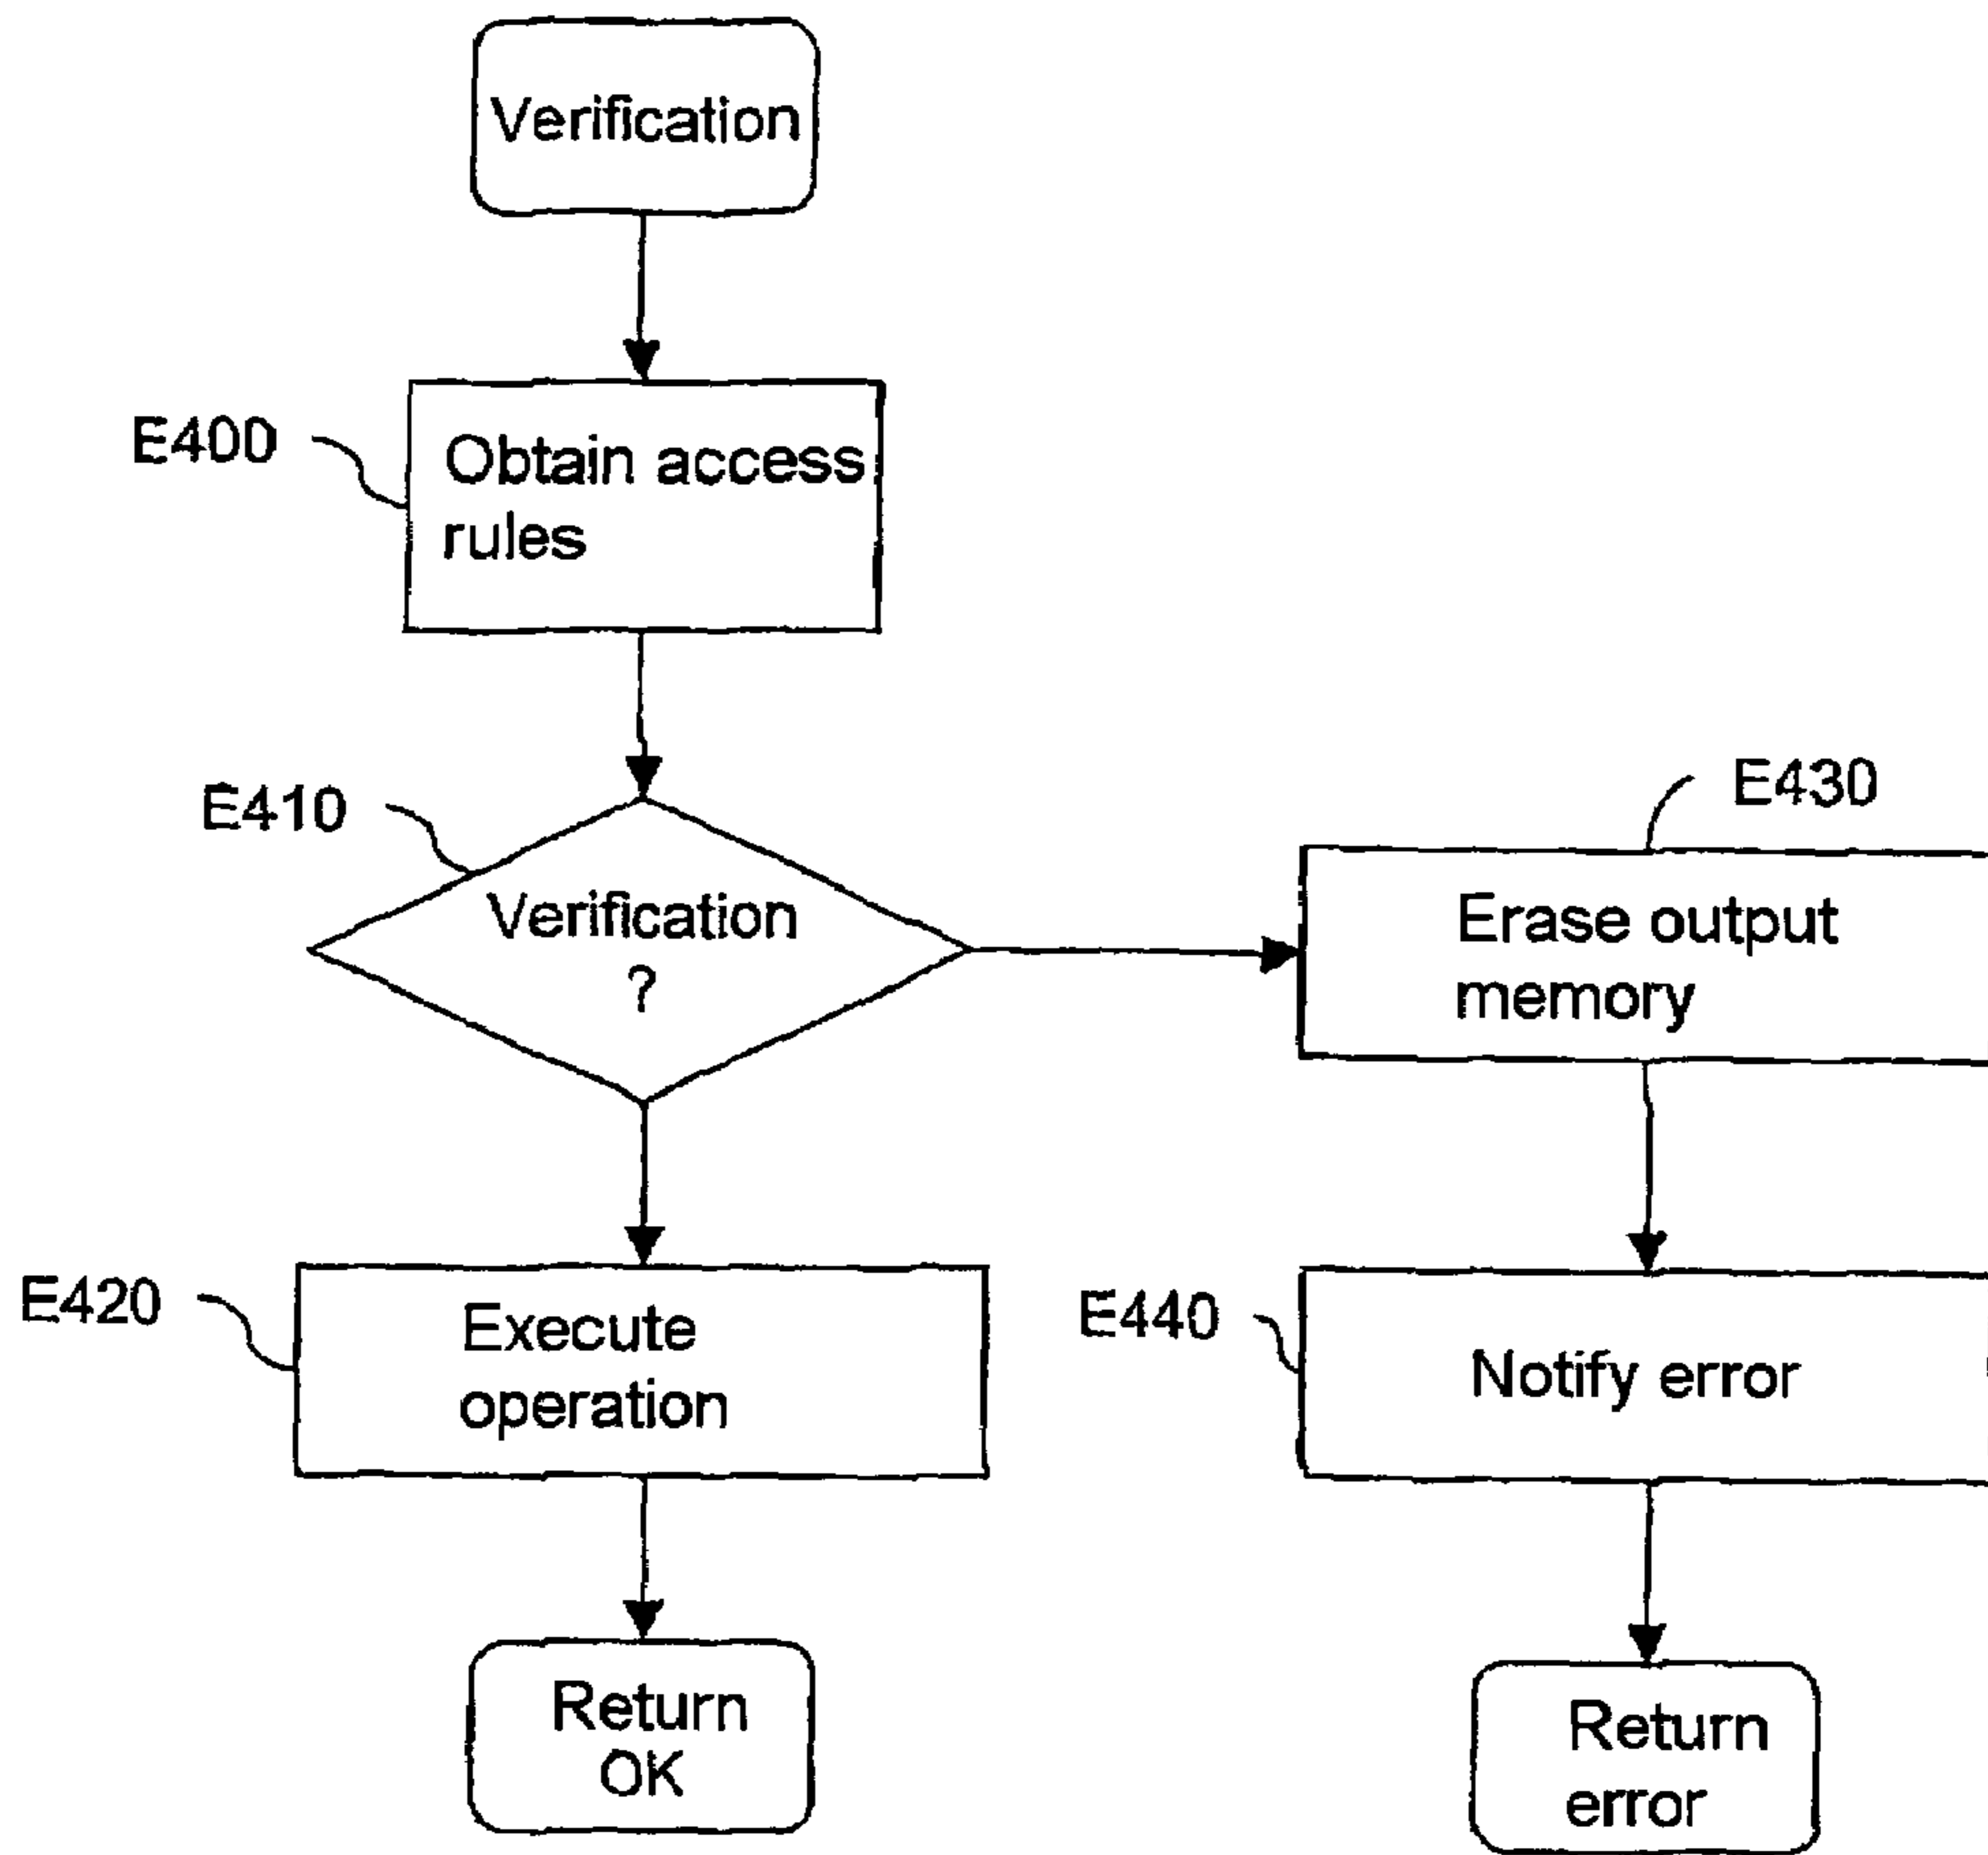 Verification
E400
Obtain access
rules
E410
Verification
?
E430
Erase output
memory
E420
Execute
operation
E440
Notify error
Return
OK
Return
error